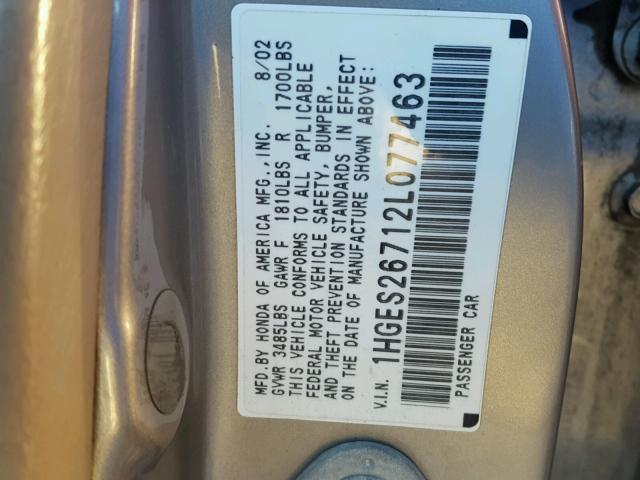 MFD.BY HONDA OF AMERICA MFG.,INC. 8/02
GVWR 3485LBS GAWR F 1810LBS R 1700LBS
THIS VEHICLE CONFORMS TO ALL APPLICABLE
FEDERAL MOTOR VEHICLE SAFETY, BUMPER,
AND THEFT PREVENTION STANDARDS IN EFFECT
ON THE DATE OF MANUFACTURE SHOWN ABOVE:
V.I.N. 1HGES26712L077463
PASSENGER CAR